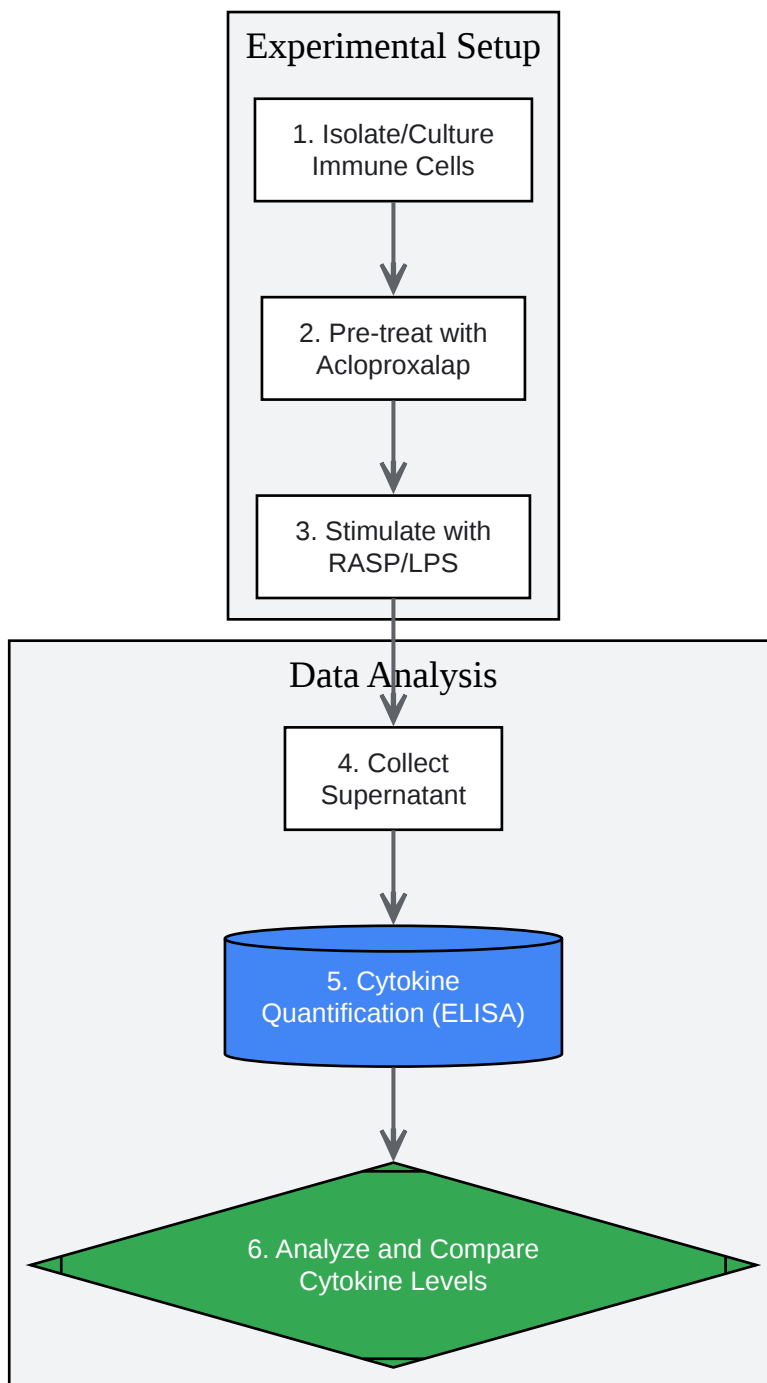 Experimental Setup
1. Isolate/Culture
Immune Cells
2. Pre-treat with
Acloproxalap
3. Stimulate with
RASP/LPS
Data Analysis
4. Collect
Supernatant
5. Cytokine
Quantification (ELISA)
6. Analyze and Compare
Cytokine Levels